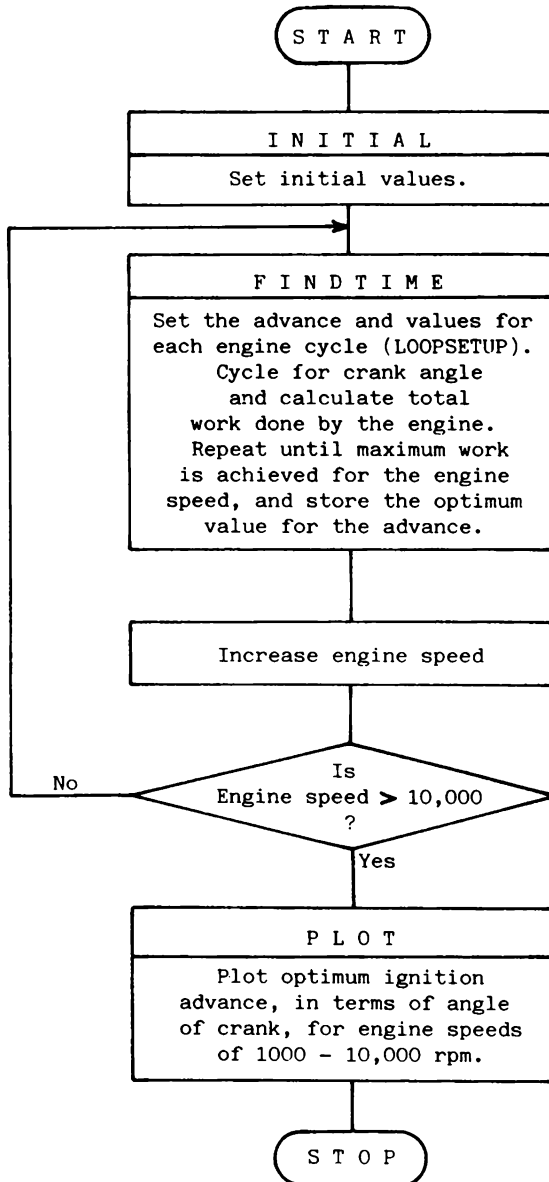 S T A R T
I N I T I A L
Set initial values.
F I N D T I M E
Set the advance and values for
each engine cycle (LOOPSETUP).
Cycle for crank angle
and calculate total
work done by the engine.
Repeat until maximum work
is achieved for the engine
speed, and store the optimum
value for the advance.
Increase engine speed
Is
Engine speed > 10,000
?
No
Yes
P L O T
Plot optimum ignition
advance, in terms of angle
of crank, for engine speeds
of 1000 – 10,000 rpm.
S T O P